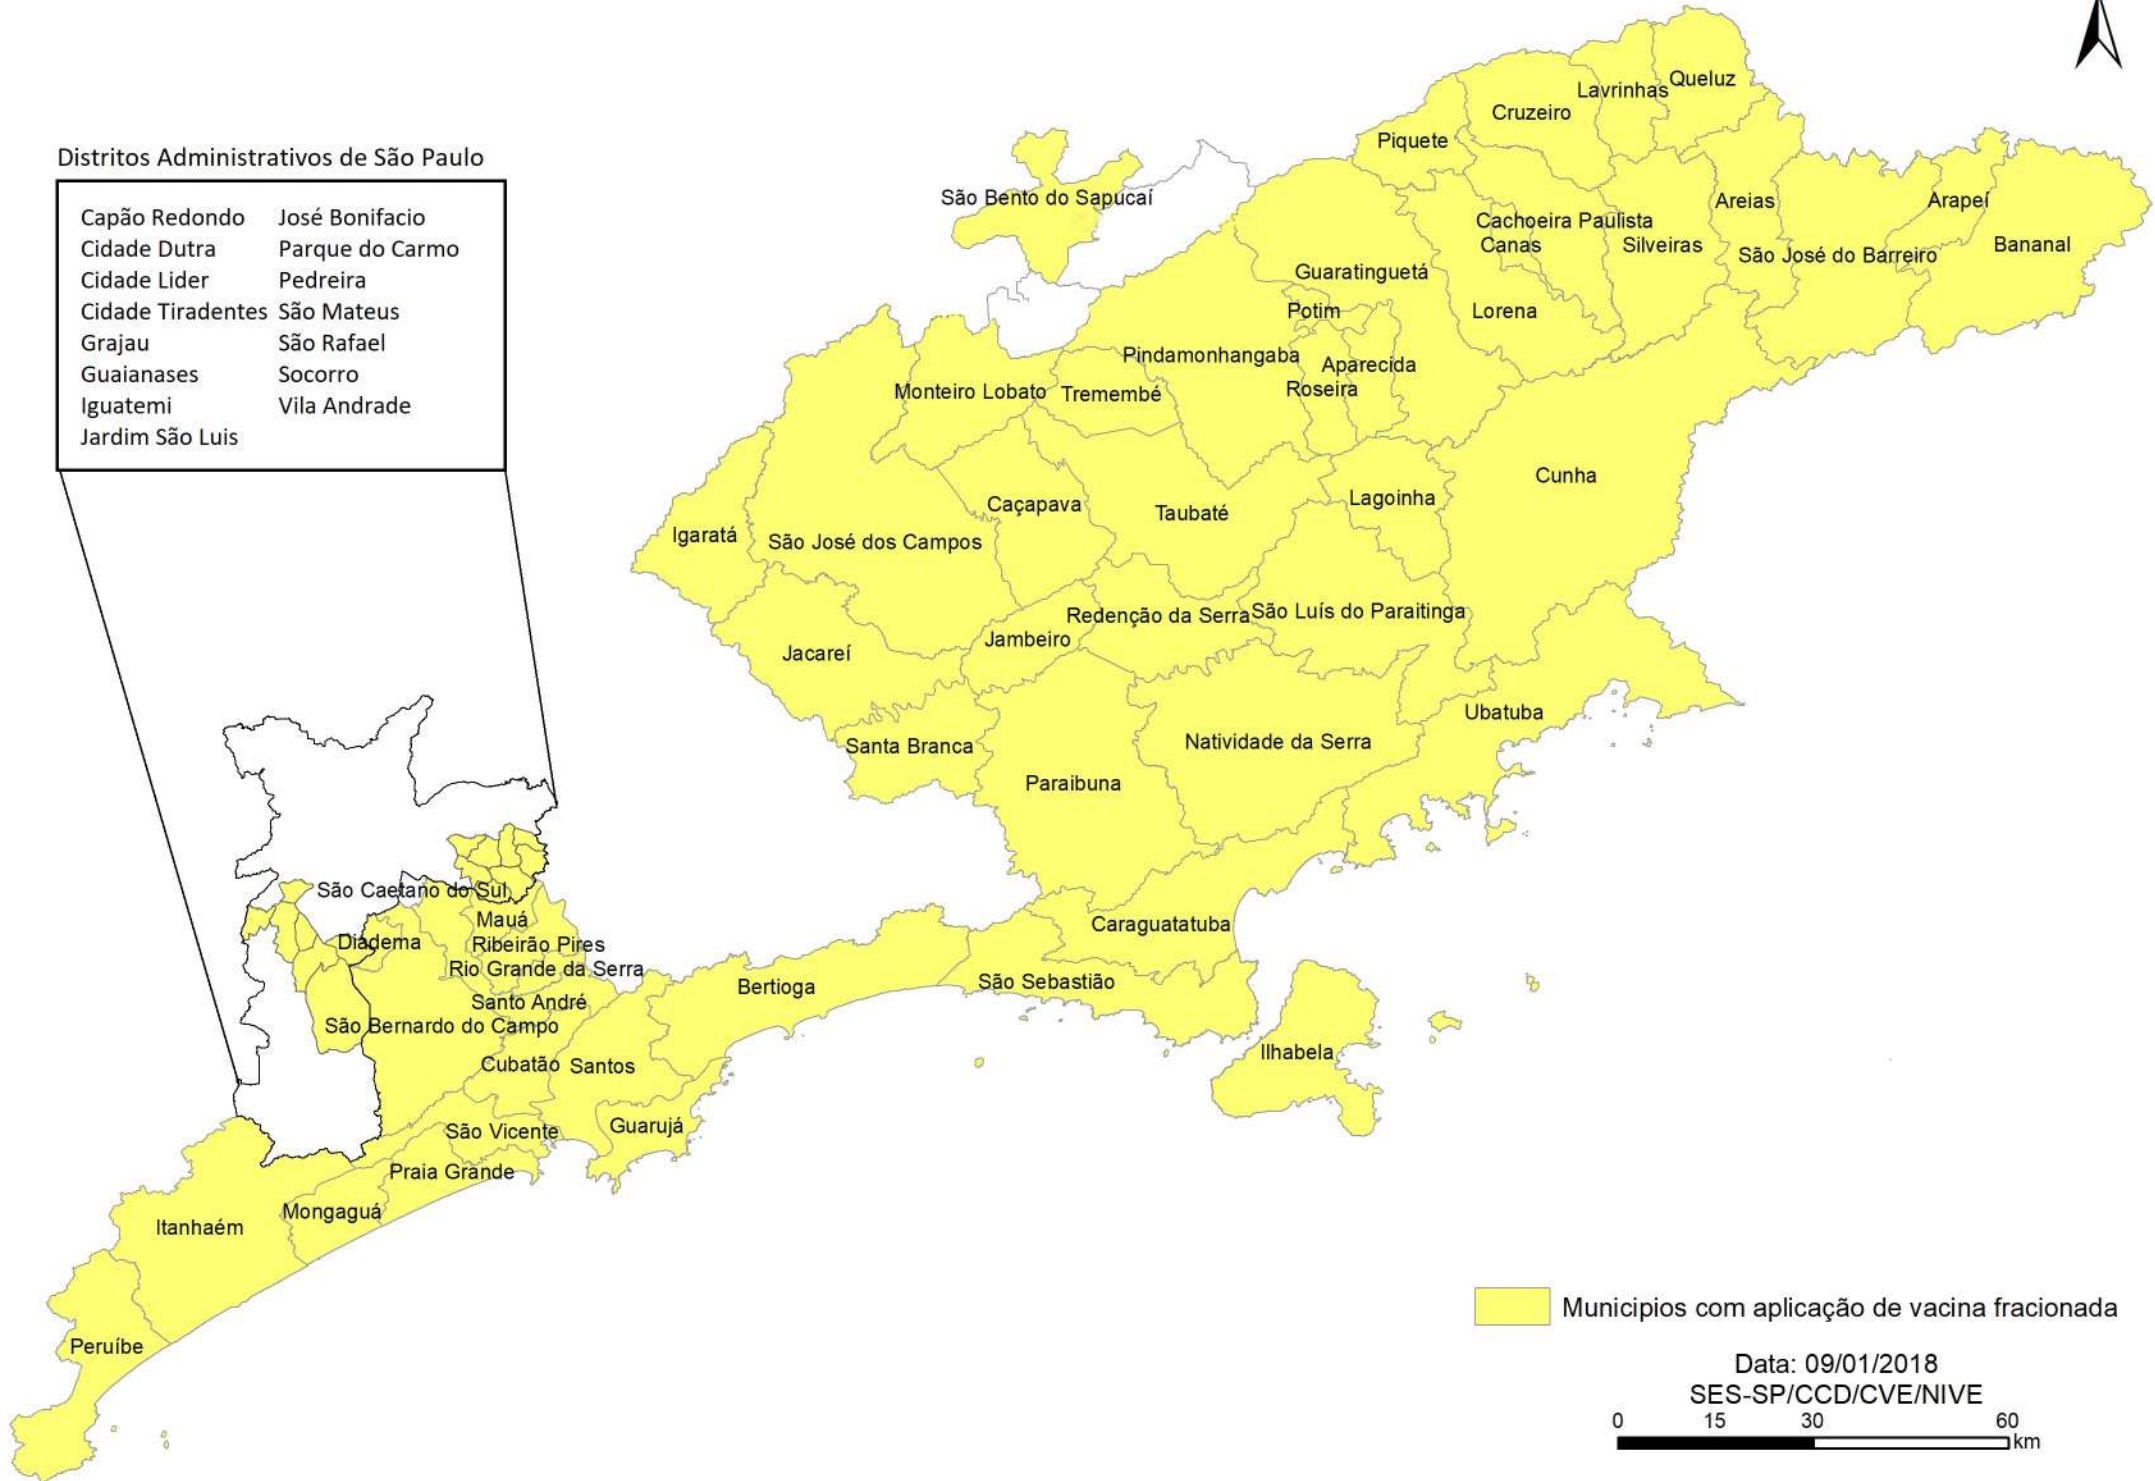 Distritos Administrativos de São Paulo
Capão Redondo José Bonifacio
Cidade Dutra Parque do Carmo
Cidade Lider Pedreira
Cidade Tiradentes São Mateus
Grajau São Rafael
Guaianases Socorro
Iguatemi Vila Andrade
Jardim São Luis
Queluz
Lavrinhas
Cruzeiro
Piquete
São Bento do Sapucaí
Areias
Arapeí
Cachoeira Paulista
Canas
Silveiras
Bananal
São José do Barreiro
Guaratinguetá
Potim
Lorena
Pindamonhangaba
Aparecida
Roseira
Monteiro Lobato
Tremembé
Cunha
Lagoinha
Caçapava
Taubaté
Igaratá
São José dos Campos
Redenção da Serra
São Luís do Paraitinga
Jambeiro
Jacareí
Ubatuba
Natividade da Serra
Santa Branca
Paraibuna
São Caetano do Sul
Mauá
Caraguatatuba
Diadema
Ribeirão Pires
Rio Grande da Serra
São Sebastião
Bertioga
Santo André
São Bernardo do Campo
Ilhabela
Cubatão
Santos
Guarujá
São Vicente
Praia Grande
Mongaguá
Itanhaém
Peruíbe
Municipios com aplicação de vacina fracionada
Data: 09/01/2018
SES-SP/CCD/CVE/NIVE
0 15 30 60
km